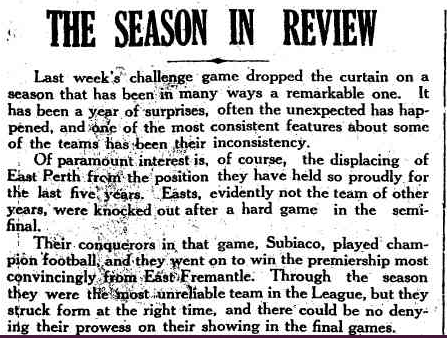 THE SEASON IN REVIEW
Last week's challenge game dropped the curtain on a
season that has been in many ways a remarkable one. It
has been a year of surprises, often the unexpected has hap-
pened, and one of the most consistent features about some
of the teams has been their inconsistency.
Of paramount interest is, of course, the displacing of
East Perth from the position they have held so proudly for
the last five years. Easts, evidently not the team of other
years, were knocked out after a hard game in the semi-
final.
Their conquerors in that game, Subiaco, played cham-
pion football, and they went on to win the premiership most
convincingly from East Fremantle. Through the season
they were the most unreliable team in the League, but they
struck form at the right time, and there could be no deny-
ing their prowess on their showing in the final games.